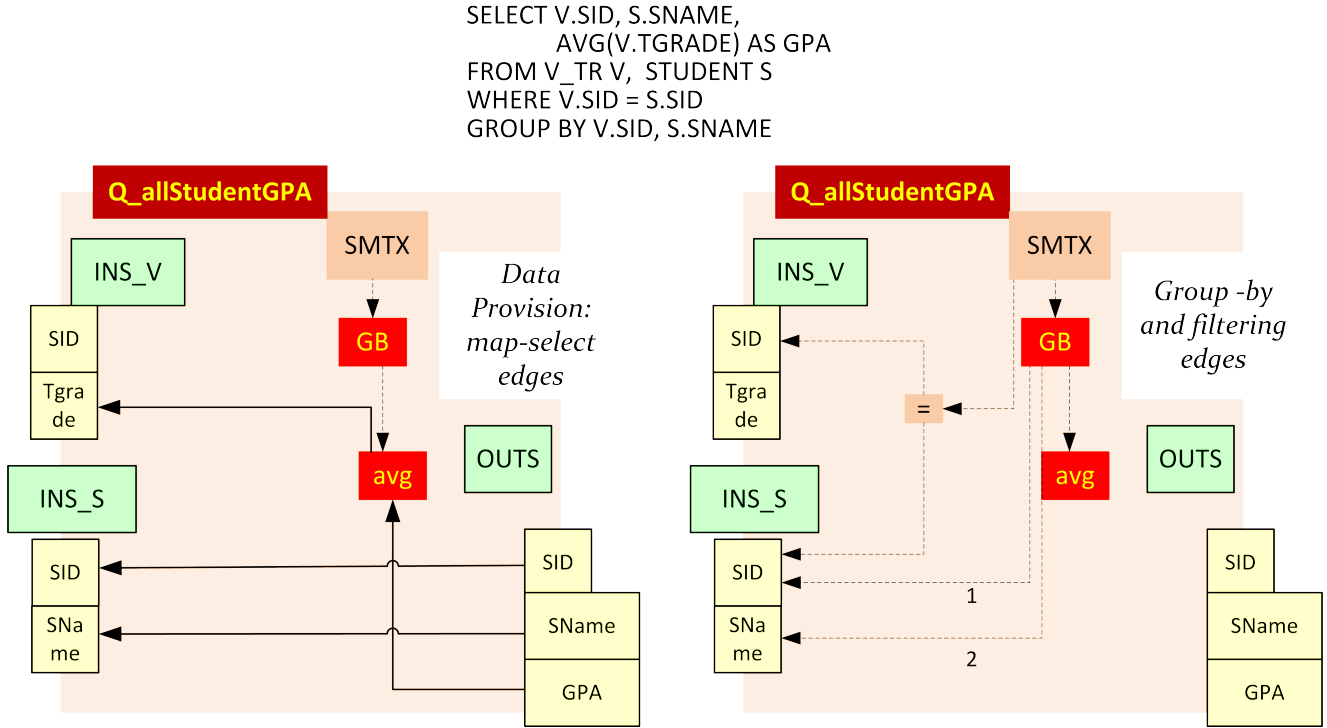 SELECT V.SID, S.SNAME,
AVG(V.TGRADE) AS GPA
FROM V_TR V, STUDENT S
WHERE V.SID = S.SID
GROUP BY V.SID, S.SNAME
Q_allStudentGPA
SMTX
INS_V
Data
Provision:
map-select
edges
SID
GB
Tgra
de
OUTS
avg
INS_S
SID
SID
SNa
me
SName
GPA
Q_allStudentGPA
SMTX
INS_V
Group -by
and filtering
edges
SID
GB
Tgra
de
=
OUTS
avg
INS_S
SID
SID
1
SNa
me
2
SName
GPA